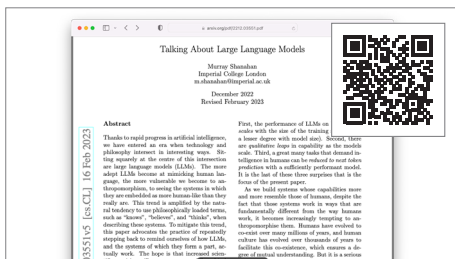 arxiv.org/pdf/2212.03551.pdf
Talking About Large Language Models
Murray Shanahan
Imperial College London
m.shanahan@imperial.ac.uk
December 2022
Revised February 2023
Abstract
Thanks to rapid progress in artificial intelligence,
we have entered an era when technology and
philosophy intersect in interesting ways. Sit-
ting squarely at the centre of this intersection
are large language models (LLMs). The more
adept LLMs become at mimicking human lan-
guage, the more vulnerable we become to an-
thropomorphism, to seeing the systems in which
they are embedded as more human-like than they
really are. This trend is amplified by the natu-
ral tendency to use philosophically loaded terms,
such as "knows", "believes", and "thinks", when
describing these systems. To mitigate this trend,
this paper advocates the practice of repeatedly
stepping back to remind ourselves of how LLMs,
and the systems of which they form a part, ac-
tually work. The hope is that increased scien-
First, the performance of LLMs on
scales with the size of the training
a lesser degree with model size). Second, there
are qualitative leaps in capability as the models
scale. Third, a great many tasks that demand in-
telligence in humans can be reduced to next token
prediction with a sufficiently performant model.
It is the last of these three surprises that is the
focus of the present paper.
As we build systems whose capabilities more
and more resemble those of humans, despite the
fact that those systems work in ways that are
fundamentally different from the way humans
work, it becomes increasingly tempting to an-
thropomorphise them. Humans have evolved to
co-exist over many millions of years, and human
culture has evolved over thousands of years to
facilitate this co-existence, which ensures a de-
gree of mutual understanding. But it is a serious
03551v5 [cs.CL] 16 Feb 2023